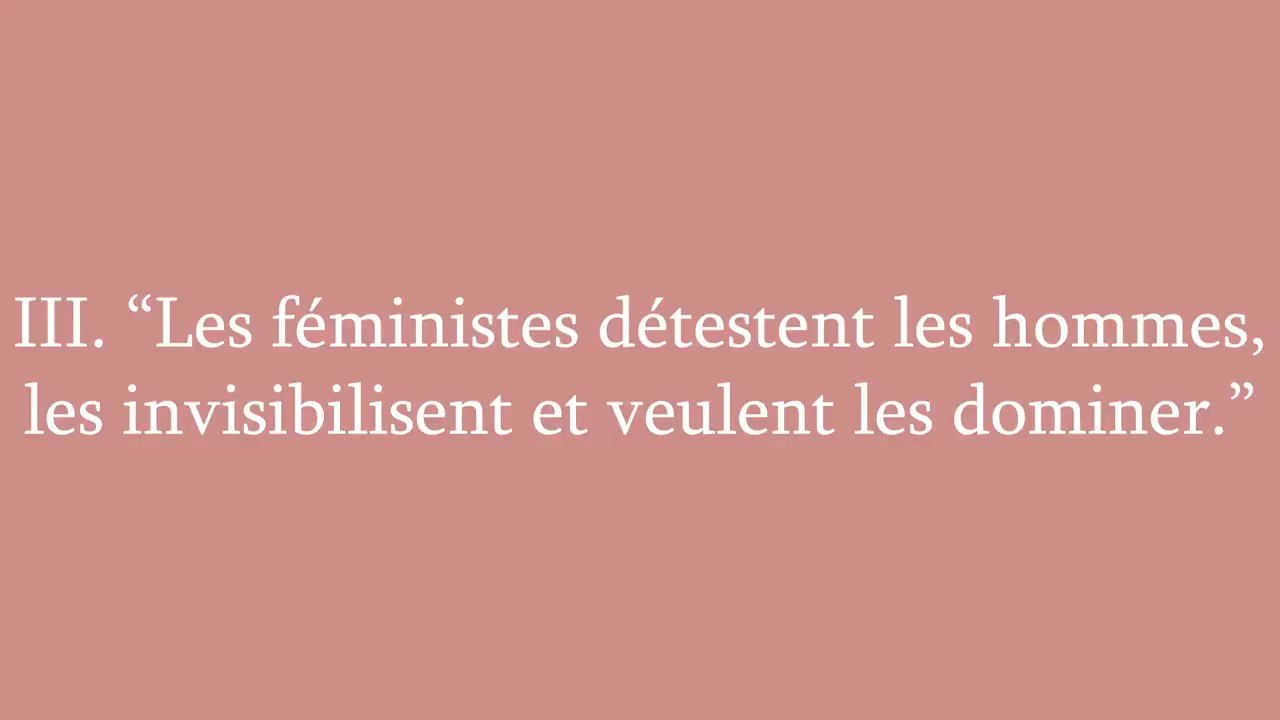 III. “Les féministes détestent les hommes,
les invisibilisent et veulent les dominer.”